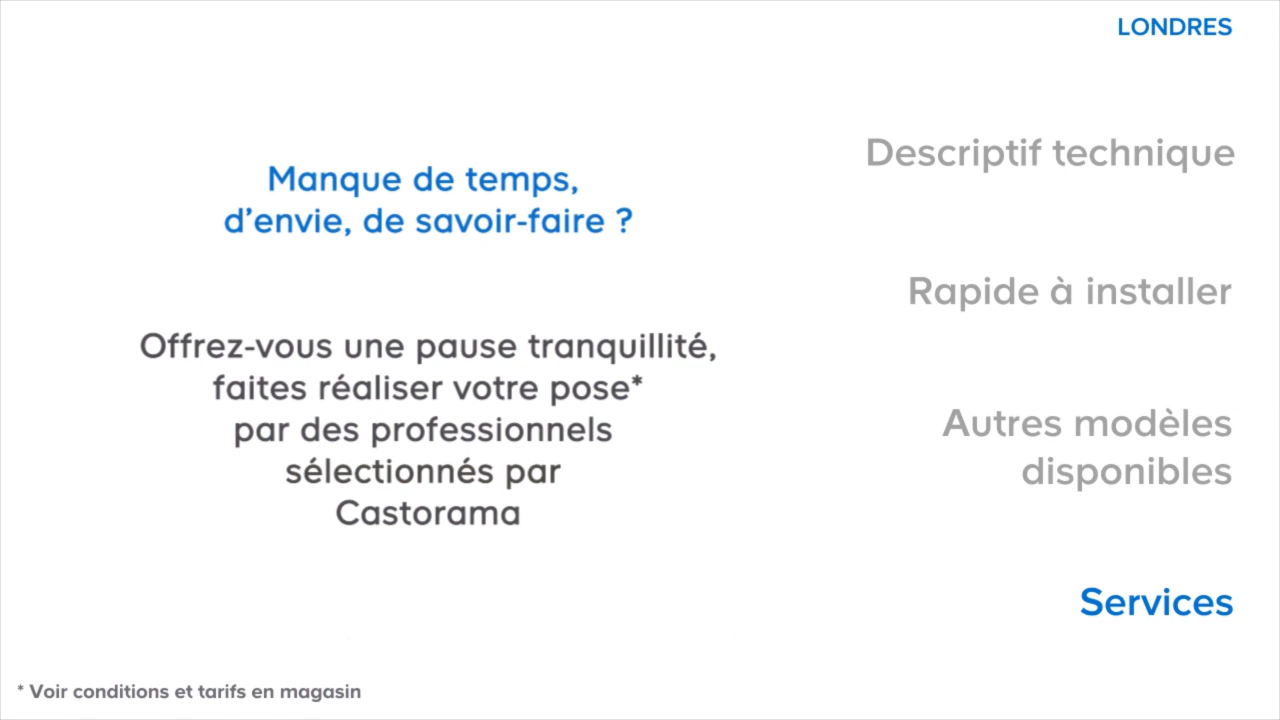 LONDRES
Manque de temps,
d’envie, de savoir-faire ?
Offrez-vous une pause tranquillité,
faites réaliser votre pose*
par des professionnels
sélectionnés par
Castorama
Descriptif technique
Rapide à installer
Autres modèles
disponibles
Services
* Voir conditions et tarifs en magasin